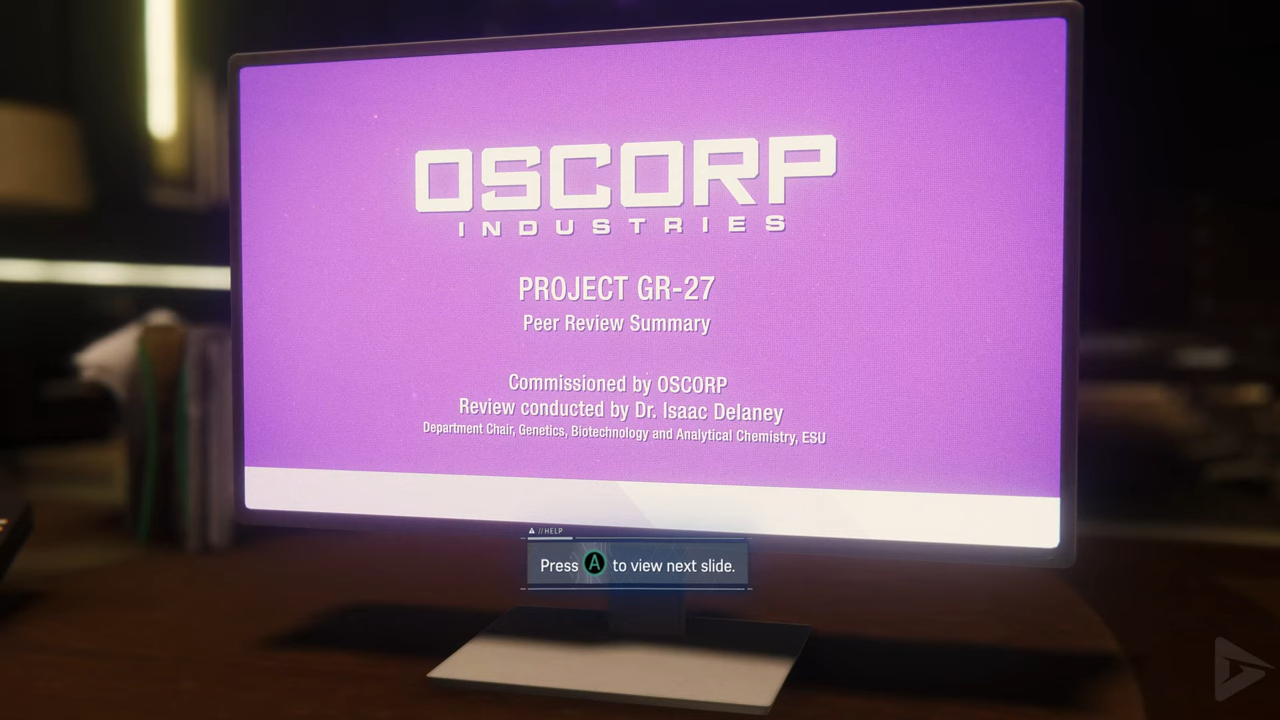 OSCORP
INDUSTRIES
PROJECT GR-27
Peer Review Summary
Commissioned by OSCORP
Review conducted by Dr. Isaac Delaney
Department Chair, Genetics, Biotechnology and Analytical Chemistry, ESU
//HELP
Press A to view next slide.